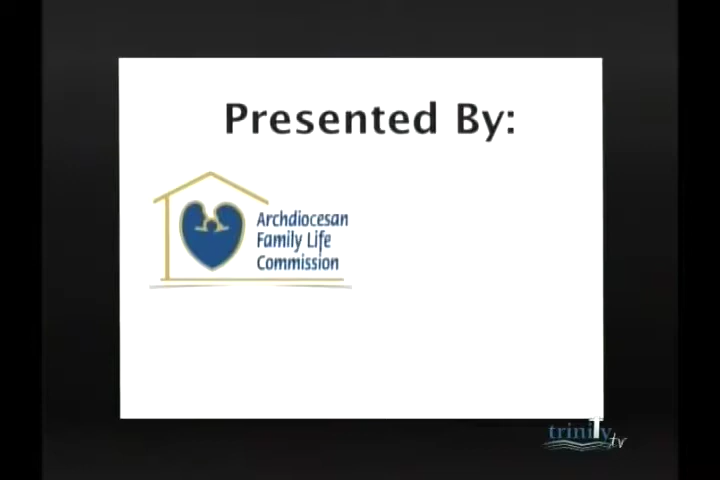 Presented By:
Archdiocesan
Family Life
Commission
trinity
tv